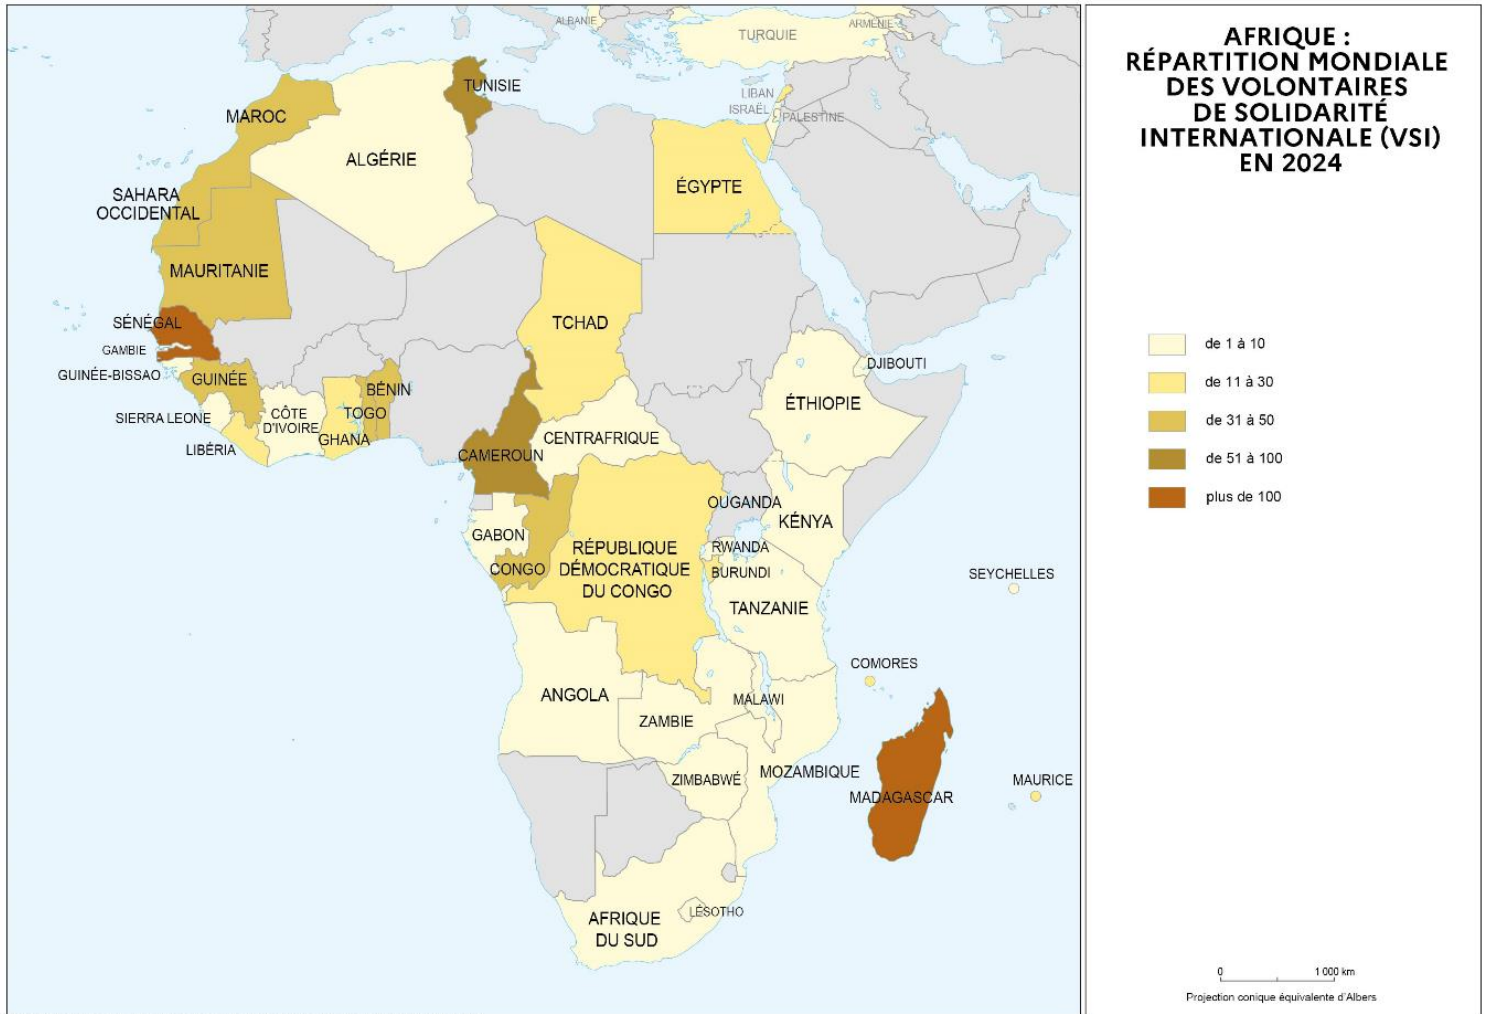 AFRIQUE :
RÉPARTITION MONDIALE
DES VOLONTAIRES
DE SOLIDARITÉ
INTERNATIONALE (VSI)
EN 2024
de 1 à 10
de 11 à 30
de 31 à 50
de 51 à 100
plus de 100
0 1 000 km
Projection conique équivalente d'Albers
ALBANIE
TURQUIE
ARMÉNIE
TUNISIE
LIBAN
ISRAËL
PALESTINE
MAROC
ALGÉRIE
ÉGYPTE
SAHARA
OCCIDENTAL
MAURITANIE
SÉNÉGAL
TCHAD
GAMBIE
DJIBOUTI
GUINÉE-BISSAO
GUINÉE
BÉNIN
ÉTHIOPIE
SIERRA LEONE
CÔTE
D'IVOIRE
TOGO
GHANA
LIBÉRIA
CENTRAFRIQUE
CAMEROUN
OUGANDA
KÉNYA
GABON
RÉPUBLIQUE
DÉMOCRATIQUE
DU CONGO
CONGO
RWANDA
BURUNDI
SEYCHELLES
TANZANIE
COMORES
ANGOLA
MALAWI
ZAMBIE
ZIMBABWÉ
MOZAMBIQUE
MAURICE
MADAGASCAR
AFRIQUE
DU SUD
LÉSOTHO